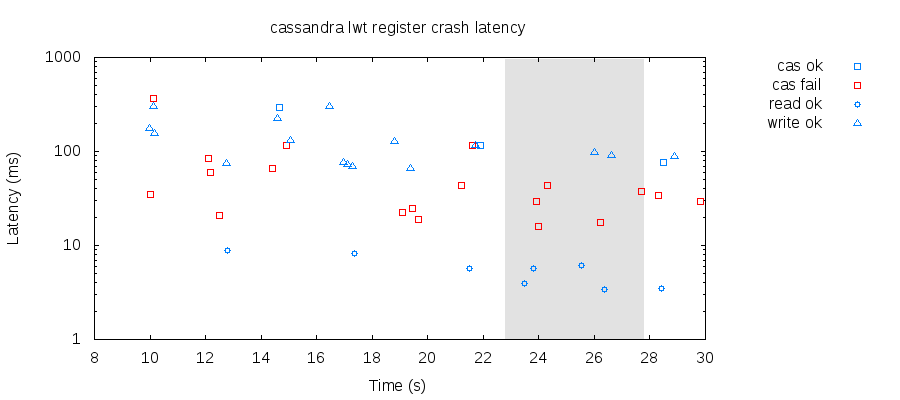 cassandra lwt register crash latency
1000
100
10
1
Latency (ms)
8 10 12 14 16 18 20 22 24 26 28 30
Time (s)
cas ok
cas fail
read ok
write ok